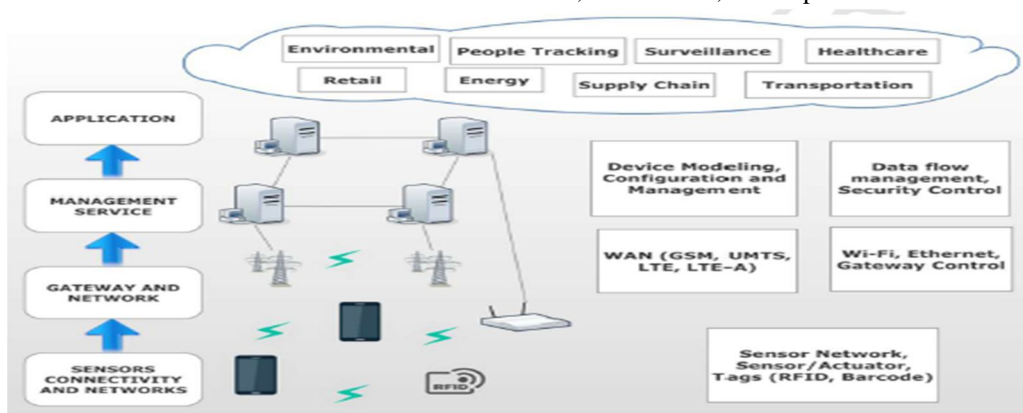 Environmental
People Tracking
Surveillance
Healthcare
Retail
Energy
Supply Chain
Transportation
APPLICATION
MANAGEMENT
SERVICE
GATEWAY AND
NETWORK
SENSORS
CONNECTIVITY
AND NETWORKS
Device Modeling,
Configuration and
Management
Data flow
management,
Security Control
WAN (GSM, UMTS,
LTE, LTE-A)
Wi-Fi, Ethernet,
Gateway Control
RFID
Sensor Network,
Sensor/Actuator,
Tags (RFID, Barcode)